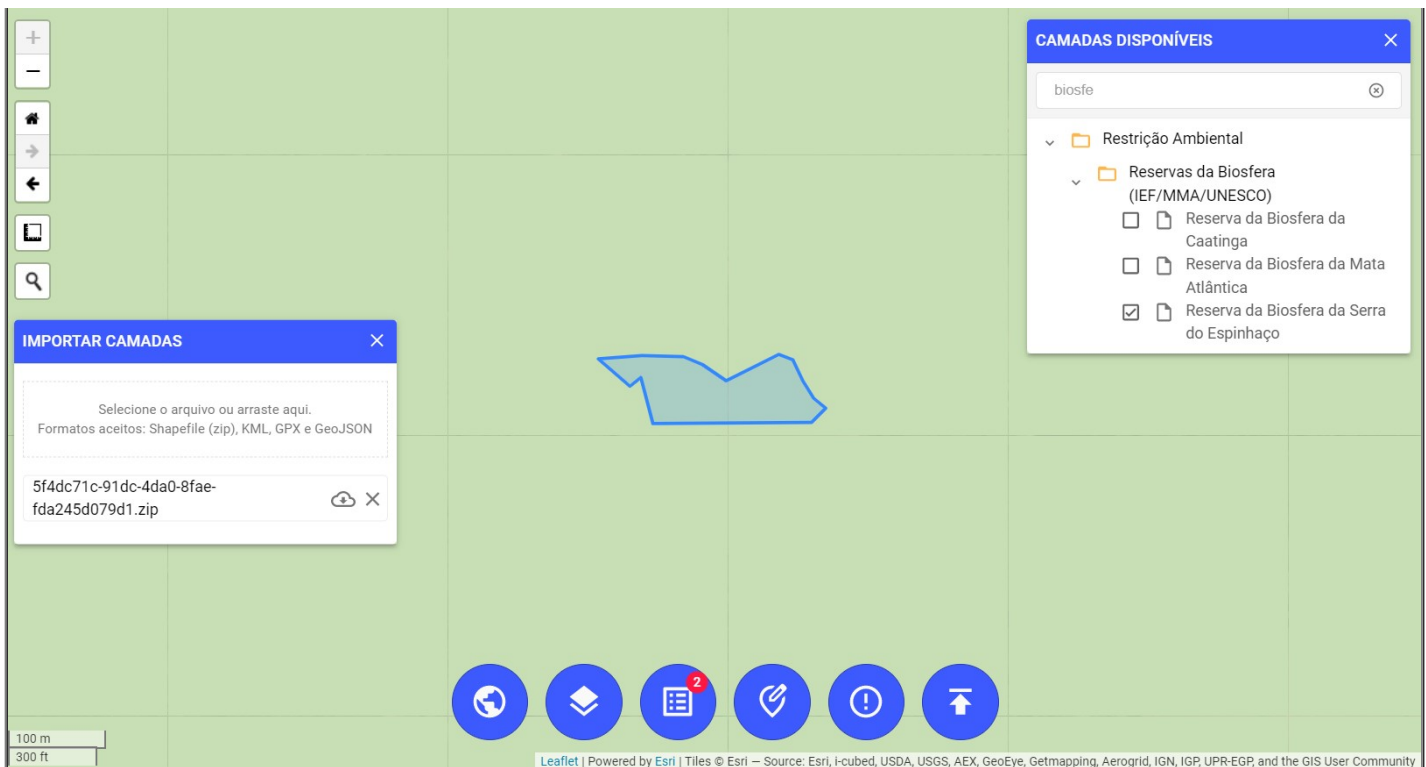 CAMADAS DISPONÍVEIS
biosfe
Restrição Ambiental
Reservas da Biosfera
(IEF/MMA/UNESCO)
Reserva da Biosfera da
Caatinga
Reserva da Biosfera da Mata
Atlântica
Reserva da Biosfera da Serra
do Espinhaço
IMPORTAR CAMADAS
Selecione o arquivo ou arraste aqui.
Formatos aceitos: Shapefile (zip), KML, GPX e GeoJSON
5f4dc71c-91dc-4da0-8fae-
fda245d079d1.zip
2
100 m
300 ft
Leaflet | Powered by Esri | Tiles © Esri — Source: Esri, i-cubed, USDA, USGS, AEX, GeoEye, Getmapping, Aerogrid, IGN, IGP, UPR-EGP, and the GIS User Community